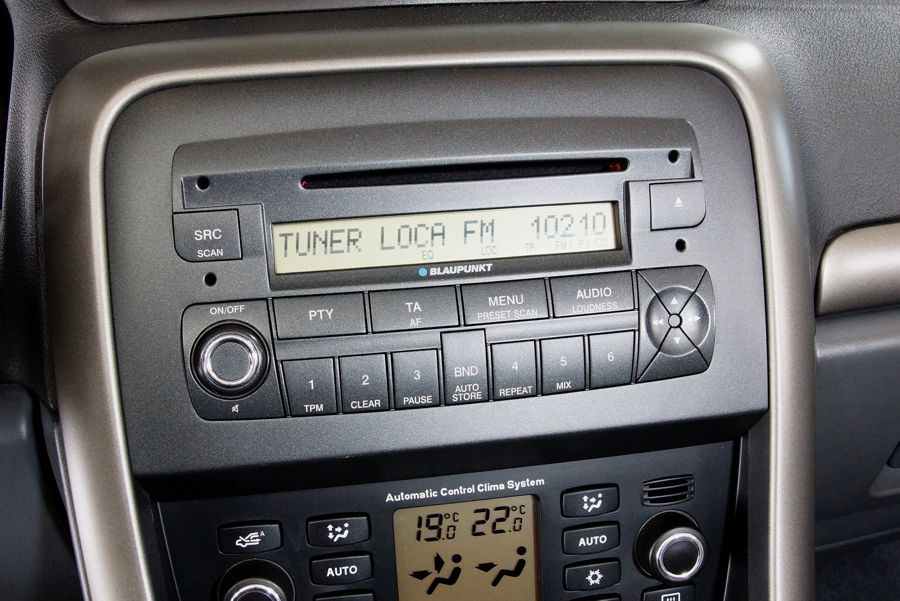 SRC
SCAN
TUNER LOCA FM 10210
EQ LOC TP FM I P I CD
BLAUPUNKT
ON/OFF
PTY
TA
AF
MENU
PRESET SCAN
AUDIO
LOUDNESS
1
TPM
2
CLEAR
3
PAUSE
BND
AUTO
STORE
4
REPEAT
5
MIX
6
Automatic Control Clima System
A
19.0°C 22.0°C
AUTO
AUTO